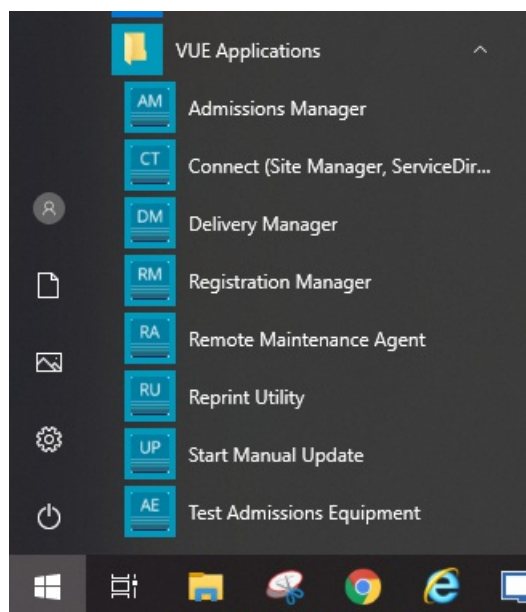 VUE Applications
AM Admissions Manager
CT Connect (Site Manager, ServiceDir...
DM Delivery Manager
RM Registration Manager
RA Remote Maintenance Agent
RU Reprint Utility
UP Start Manual Update
AE Test Admissions Equipment